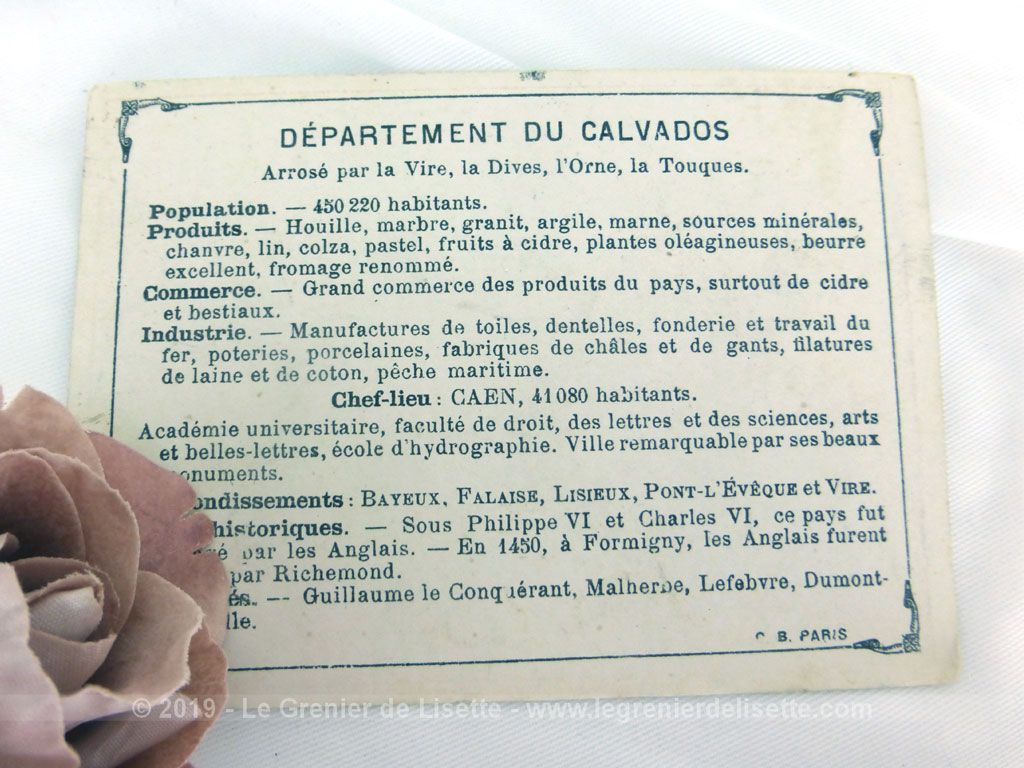 DÉPARTEMENT DU CALVADOS
Arrosé par la Vire, la Dives, l'Orne, la Touques.
Population. — 450 220 habitants.
Produits. — Houille, marbre, granit, argile, marne, sources minérales,
chanvre, lin, colza, pastel, fruits à cidre, plantes oléagineuses, beurre
excellent, fromage renommé.
Commerce. — Grand commerce des produits du pays, surtout de cidre
et bestiaux.
Industrie. — Manufactures de toiles, dentelles, fonderie et travail du
fer, poteries, porcelaines, fabriques de châles et de gants, filatures
de laine et de coton, pêche maritime.
Chef-lieu : CAEN, 41 080 habitants.
Académie universitaire, faculté de droit, des lettres et des sciences, arts
et belles-lettres, école d'hydrographie. Ville remarquable par ses beaux
onuments.
ondissements : BAYEUX, FALAISE, LISIEUX, PONT-L'ÉVÊQUE et VIRE.
historiques. — Sous Philippe VI et Charles VI, ce pays fut
é par les Anglais. — En 1450, à Formigny, les Anglais furent
par Richemond.
és. — Guillaume le Conquérant, Malherbe, Lefebvre, Dumont-
lle.
B. PARIS
© 2019 - Le Grenier de Lisette - www.legrenierdelisette.com